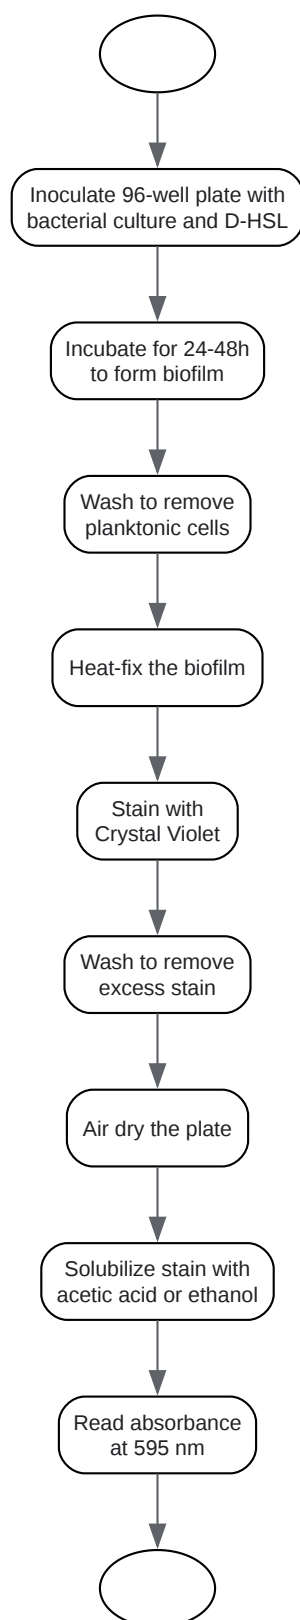 Inoculate 96-well plate with
bacterial culture and D-HSL
Incubate for 24-48h
to form biofilm
Wash to remove
planktonic cells
Heat-fix the biofilm
Stain with
Crystal Violet
Wash to remove
excess stain
Air dry the plate
Solubilize stain with
acetic acid or ethanol
Read absorbance
at 595 nm